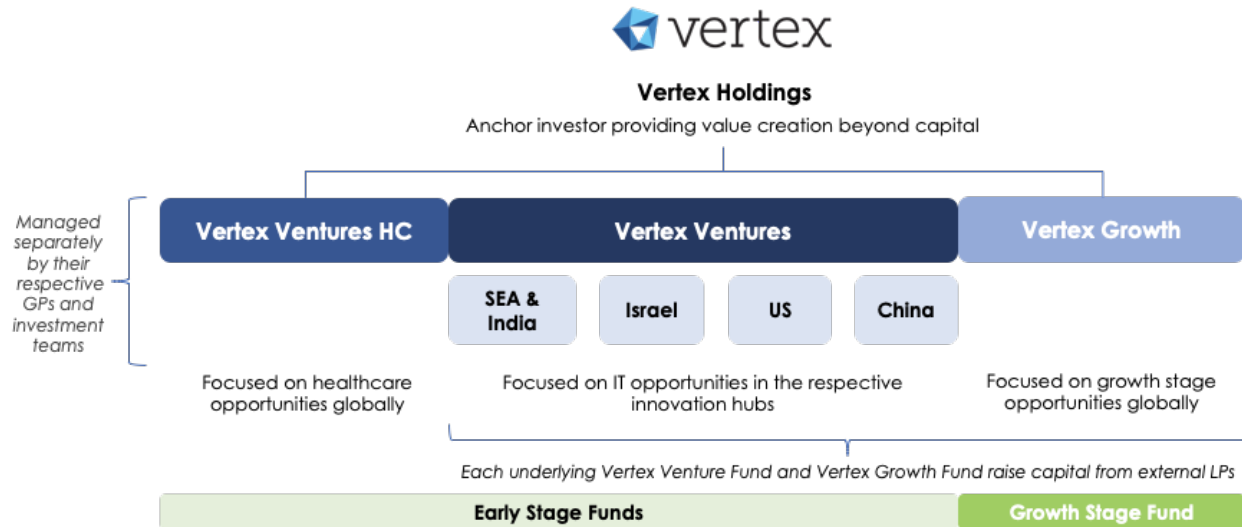 vertex
Vertex Holdings
Anchor investor providing value creation beyond capital
Managed
separately
by their
respective
GPs and
investment
teams
Vertex Ventures HC
Vertex Ventures
Vertex Growth
SEA &
India
Israel
US
China
Focused on healthcare
opportunities globally
Focused on IT opportunities in the respective
innovation hubs
Focused on growth stage
opportunities globally
Each underlying Vertex Venture Fund and Vertex Growth Fund raise capital from external LPs
Early Stage Funds
Growth Stage Fund